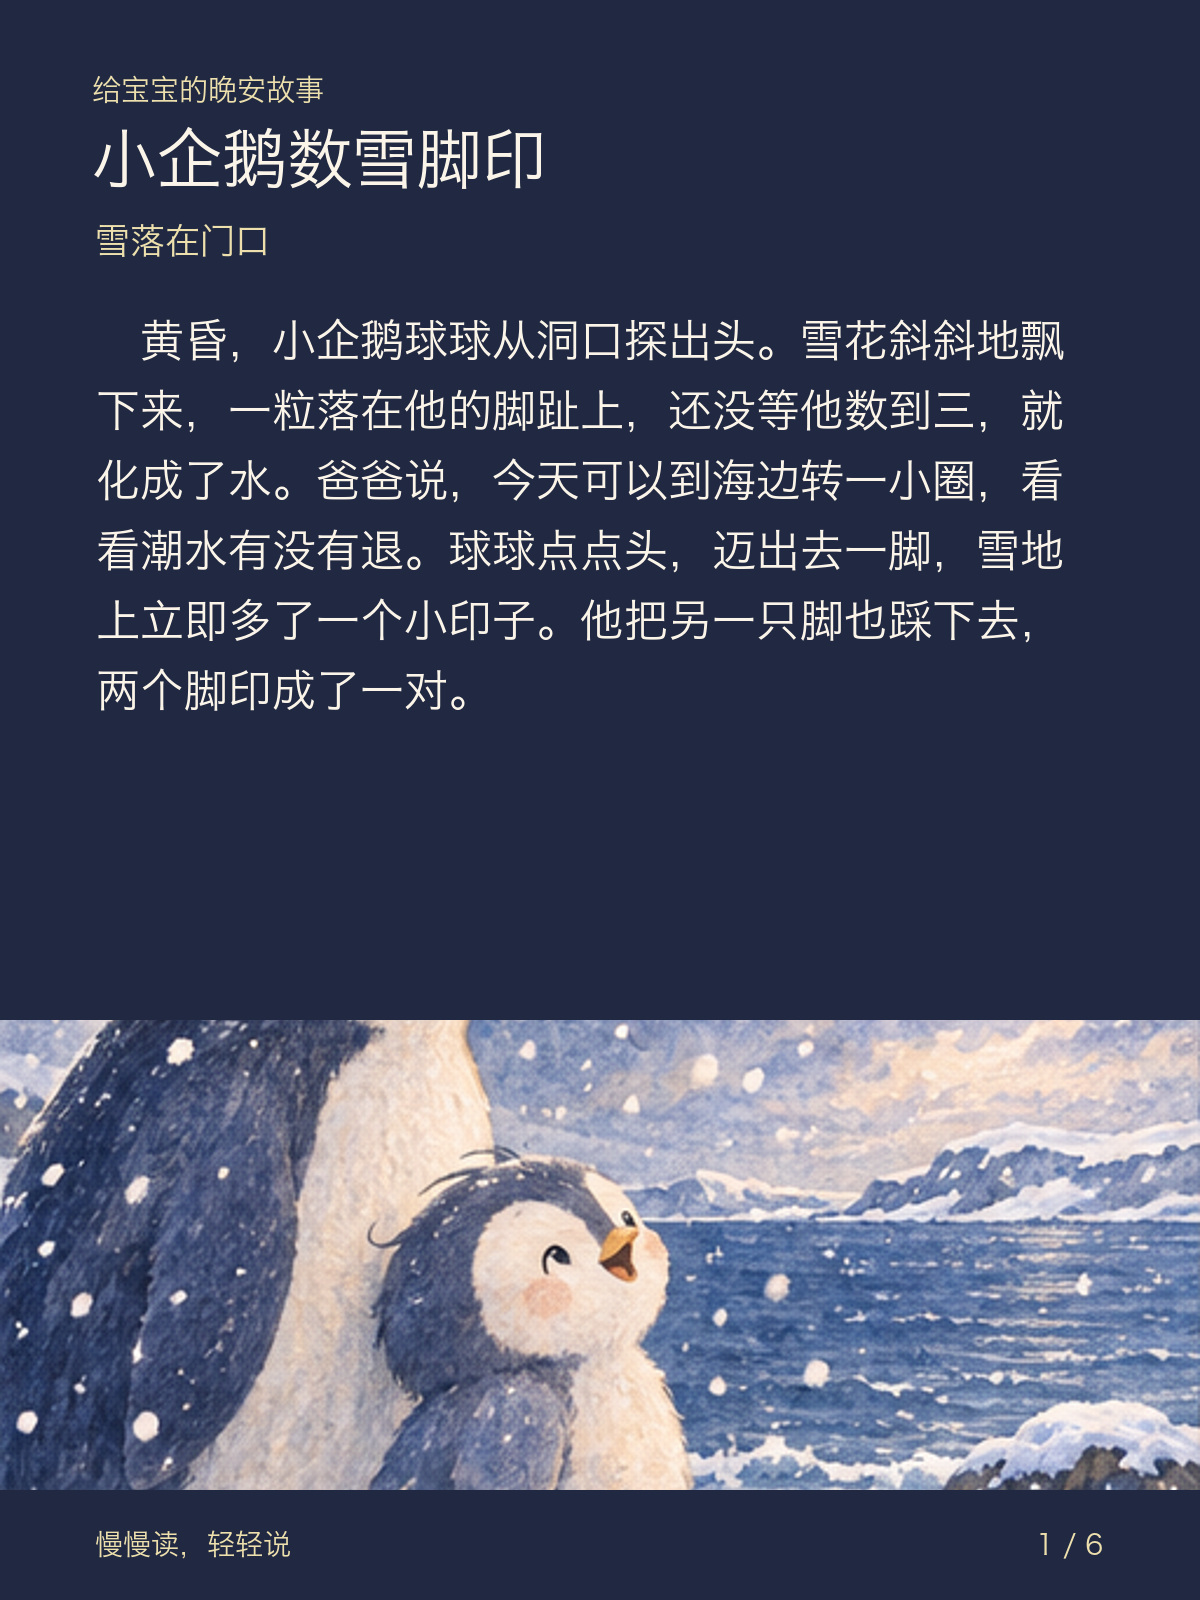 给宝宝的晚安故事
小企鹅数雪脚印
雪落在门口
黄昏，小企鹅球球从洞口探出头。雪花斜斜地飘
下来，一粒落在他的脚趾上，还没等他数到三，就
化成了水。爸爸说，今天可以到海边转一小圈，看
看潮水有没有退。球球点点头，迈出去一脚，雪地
上立即多了一个小印子。他把另一只脚也踩下去，
两个脚印成了一对。
慢慢读，轻轻说
1 / 6